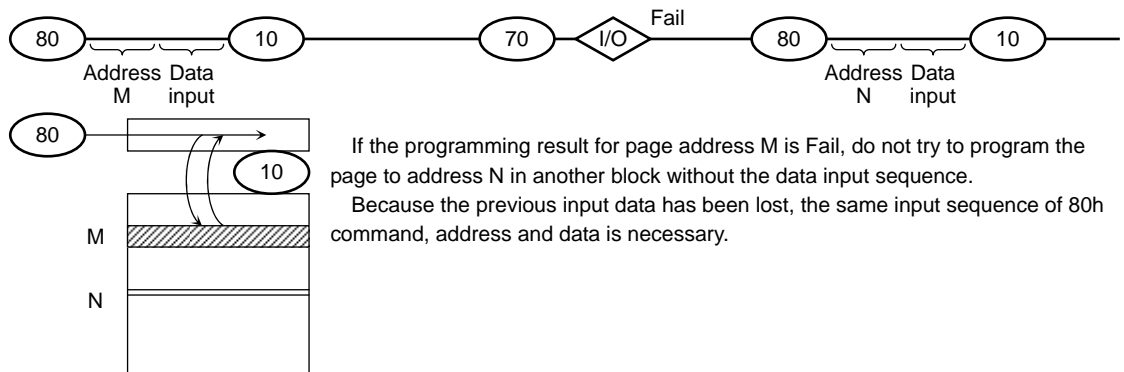 Fail
80 10 70 I/O 80 10
Address Data Address Data
M input N input
80
If the programming result for page address M is Fail, do not try to program the
10
page to address N in another block without the data input sequence.
Because the previous input data has been lost, the same input sequence of 80h
M
command, address and data is necessary.
N